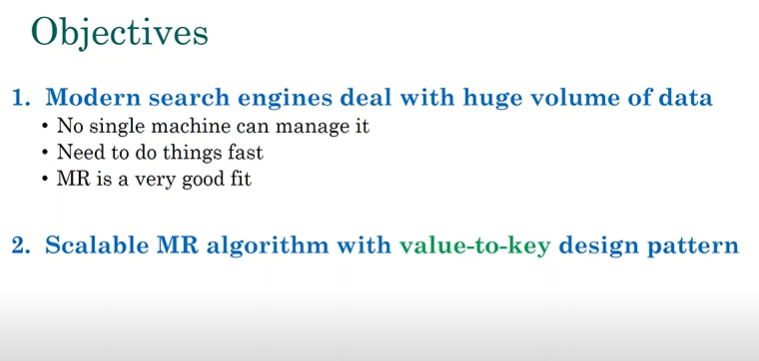 Objectives
1. Modern search engines deal with huge volume of data
• No single machine can manage it
• Need to do things fast
• MR is a very good fit
2. Scalable MR algorithm with value-to-key design pattern